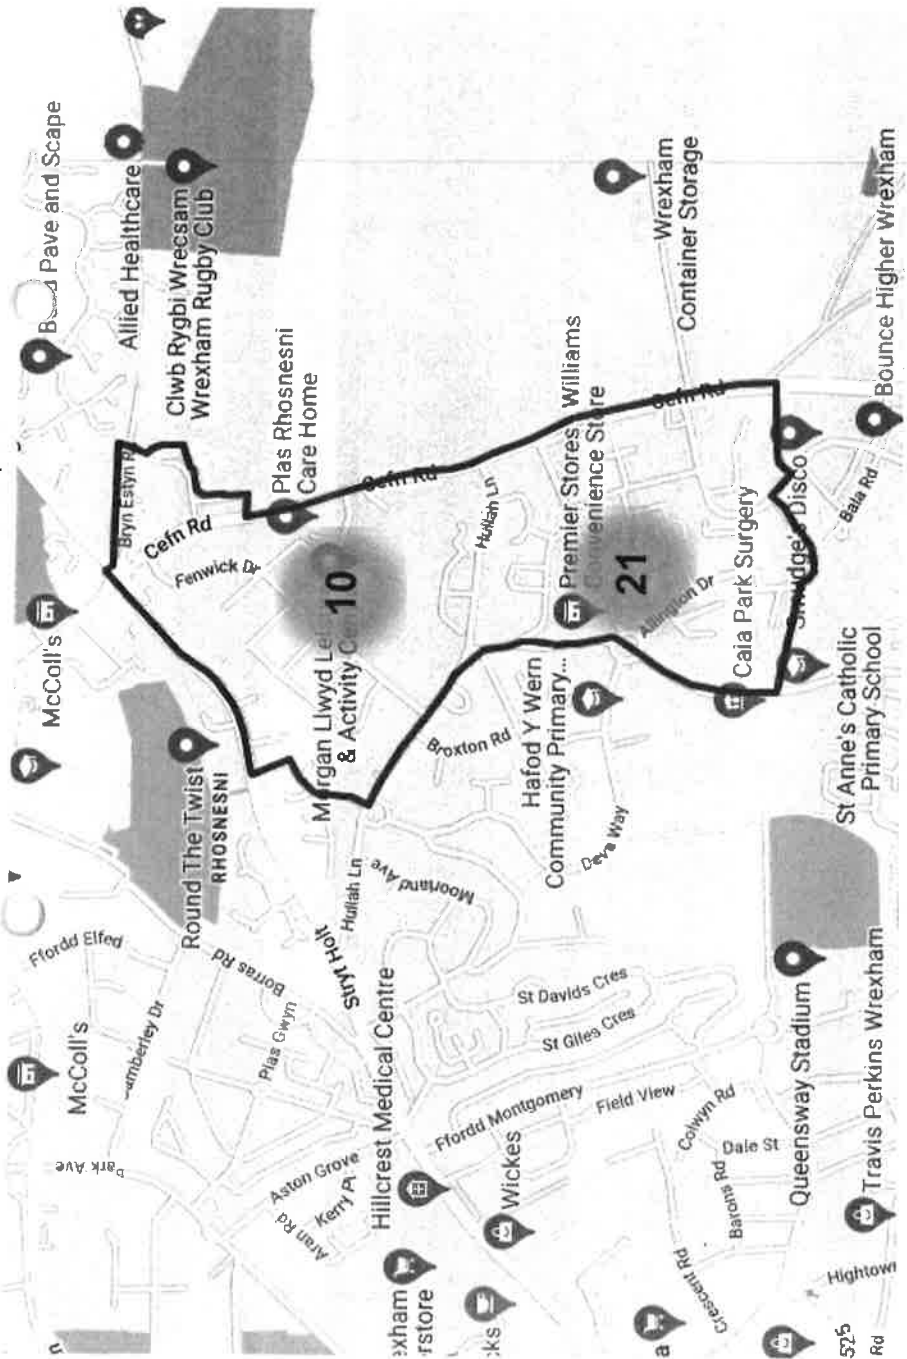 Pave and Scape
Allied Healthcare
Clwb Rygbi Wrecsam
Wrexham Rugby Club
Wrexham
Container Storage
Bounce Higher Wrexham
Bryn Estyn
Cefn Rd
Fenwick Dr
Plas Rhosnesni
Care Home
Cefn Rd
Hullah Ln
Premier Stores Williams
Convenience Store
Cefn Rd
10
21
Morgan Llwyd
& Activity
Allington Dr
Caia Park Surgery
Smudge's Disco
Bala Rd
McColl's
Round The Twist
RHOSNESNI
Broxton Rd
Hafod Y Wern
Community Primary...
St Anne's Catholic
Primary School
Deva Way
Moorland Ave
Hullah Ln
Stryt Holt
Borras Rd
Ffordd Elfed
McColl's
Plas Gwyn
Park Ave
Hillcrest Medical Centre
St Davids Cres
St Giles Cres
Ffordd Montgomery
Field View
Colwyn Rd
Dale St
Barons Rd
Crescent Rd
Queensway Stadium
Travis Perkins Wrexham
Aston Grove
Kerry Pl
Aran Rd
Wickes
525
Rd